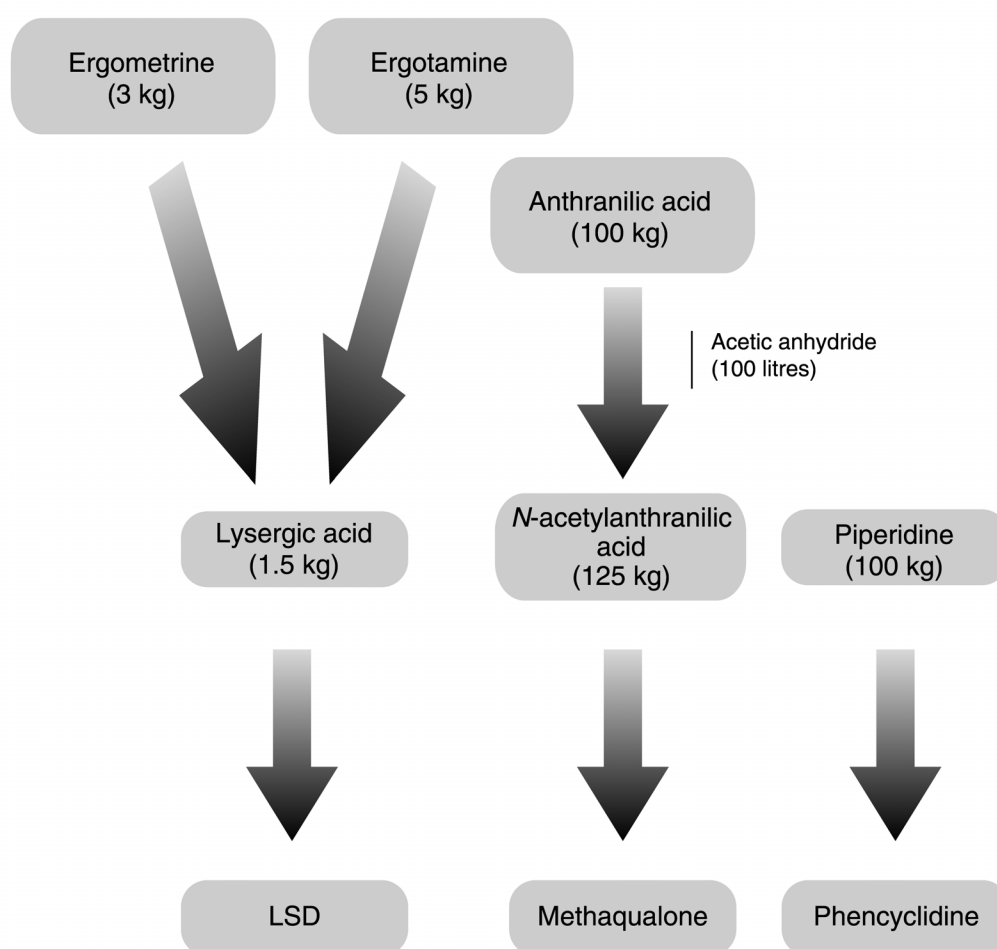 Ergometrine
(3 kg)
Ergotamine
(5 kg)
Anthranilic acid
(100 kg)
Acetic anhydride
(100 litres)
Lysergic acid
(1.5 kg)
N-acetylanthranilic
acid
(125 kg)
Piperidine
(100 kg)
LSD
Methaqualone
Phencyclidine